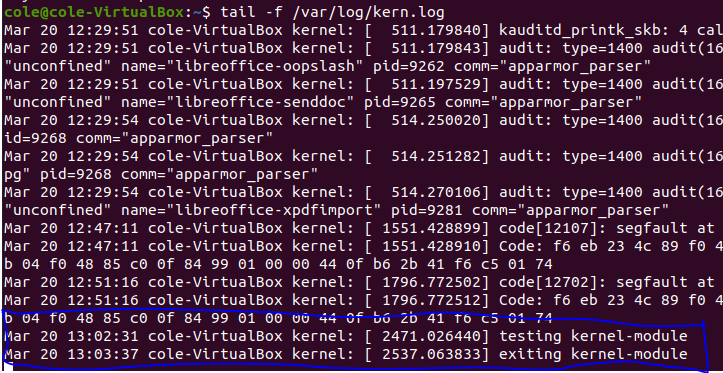 cole@cole-VirtualBox:~$ tail -f /var/log/kern.log
Mar 20 12:29:51 cole-VirtualBox kernel: [  511.179840] kauditd_printk_skb: 4 cal
Mar 20 12:29:51 cole-VirtualBox kernel: [  511.179843] audit: type=1400 audit(16
"unconfined" name="libreoffice-oopslash" pid=9262 comm="apparmor_parser"
Mar 20 12:29:51 cole-VirtualBox kernel: [  511.197529] audit: type=1400 audit(16
"unconfined" name="libreoffice-senddoc" pid=9265 comm="apparmor_parser"
Mar 20 12:29:54 cole-VirtualBox kernel: [  514.250020] audit: type=1400 audit(16
id=9268 comm="apparmor_parser"
Mar 20 12:29:54 cole-VirtualBox kernel: [  514.251282] audit: type=1400 audit(16
pg" pid=9268 comm="apparmor_parser"
Mar 20 12:29:54 cole-VirtualBox kernel: [  514.270106] audit: type=1400 audit(16
"unconfined" name="libreoffice-xpdfimport" pid=9281 comm="apparmor_parser"
Mar 20 12:47:11 cole-VirtualBox kernel: [ 1551.428899] code[12107]: segfault at
Mar 20 12:47:11 cole-VirtualBox kernel: [ 1551.428910] Code: f6 eb 23 4c 89 f0 4
b 04 f0 48 85 c0 0f 84 99 01 00 00 44 0f b6 2b 41 f6 c5 01 74
Mar 20 12:51:16 cole-VirtualBox kernel: [ 1796.772502] code[12702]: segfault at
Mar 20 12:51:16 cole-VirtualBox kernel: [ 1796.772512] Code: f6 eb 23 4c 89 f0 4
b 04 f0 48 85 c0 0f 84 99 01 00 00 44 0f b6 2b 41 f6 c5 01 74
Mar 20 13:02:31 cole-VirtualBox kernel: [ 2471.026440] testing kernel-module
Mar 20 13:03:37 cole-VirtualBox kernel: [ 2537.063833] exiting kernel-module